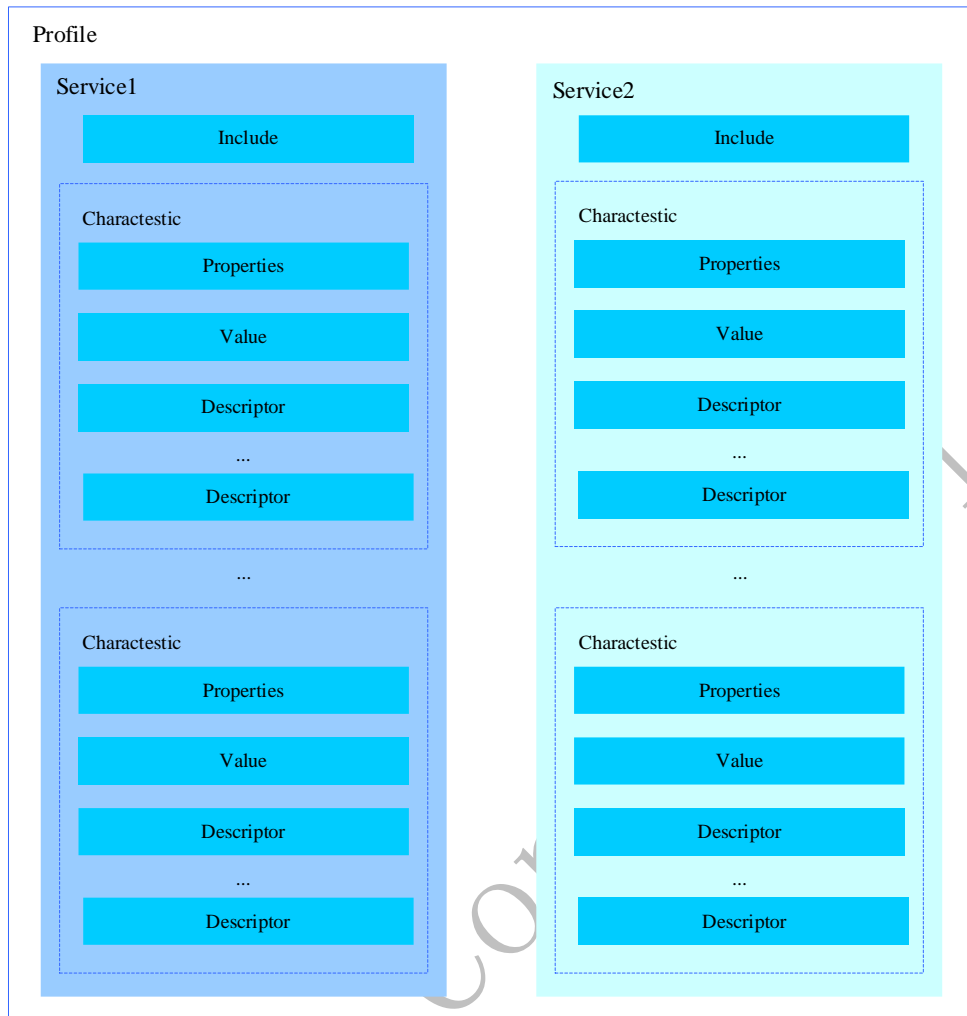 Profile
Service1
Include
Charactestic
Properties
Value
Descriptor
...
Descriptor
...
Charactestic
Properties
Value
Descriptor
...
Descriptor
Service2
Include
Charactestic
Properties
Value
Descriptor
...
Descriptor
...
Charactestic
Properties
Value
Descriptor
...
Descriptor